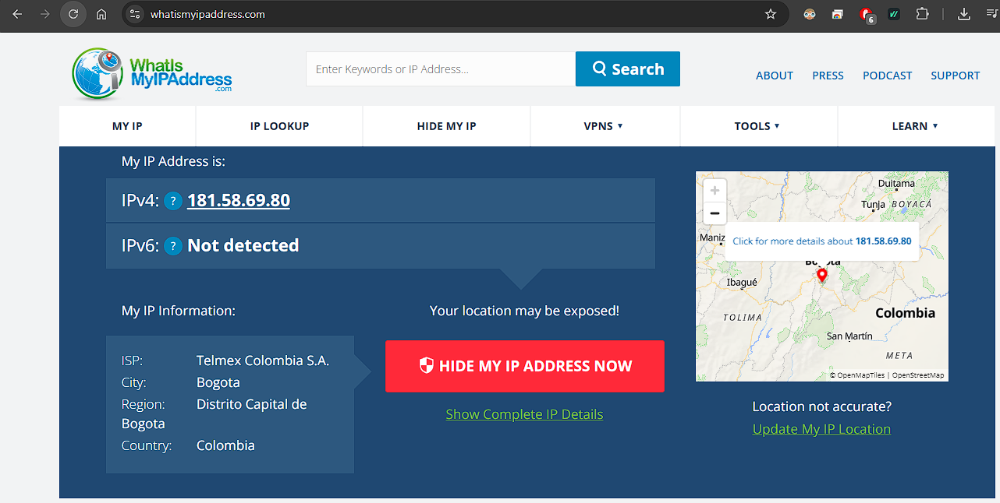 whatismyipaddress.com
6
WhatIs
MyIPAddress
.com
Enter Keywords or IP Address...
Search
ABOUT PRESS PODCAST SUPPORT
MY IP IP LOOKUP HIDE MY IP VPNS ▾ TOOLS ▾ LEARN ▾
My IP Address is:
IPv4: ? 181.58.69.80
IPv6: ? Not detected
My IP Information:
ISP: Telmex Colombia S.A.
City: Bogota
Region: Distrito Capital de
Bogota
Country: Colombia
Your location may be exposed!
HIDE MY IP ADDRESS NOW
Show Complete IP Details
+
−
Duitama
Tunja BOYACÁ
Maniz
Click for more details about 181.58.69.80
Ibagué
Colombia
TOLIMA
San Martín
META
© OpenMapTiles | OpenStreetMap
Location not accurate?
Update My IP Location